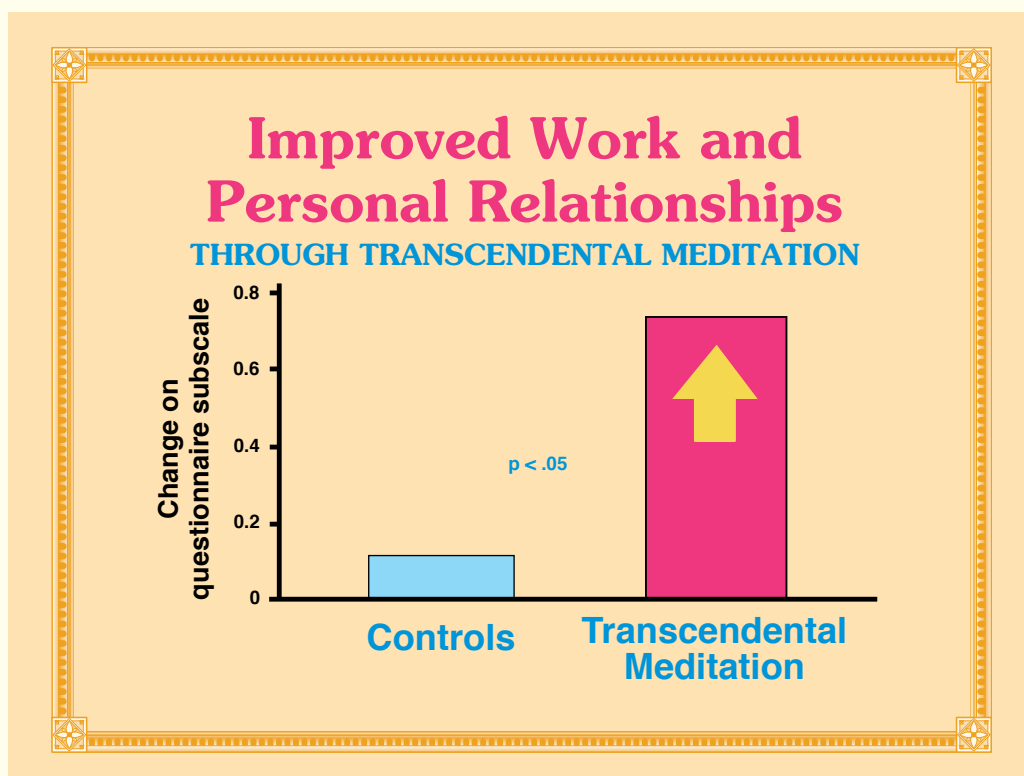 Improved Work and
Personal Relationships
THROUGH TRANSCENDENTAL MEDITATION
Change on
questionnaire subscale
0.8
0.6
0.4
0.2
0
p < .05
Controls
Transcendental
Meditation